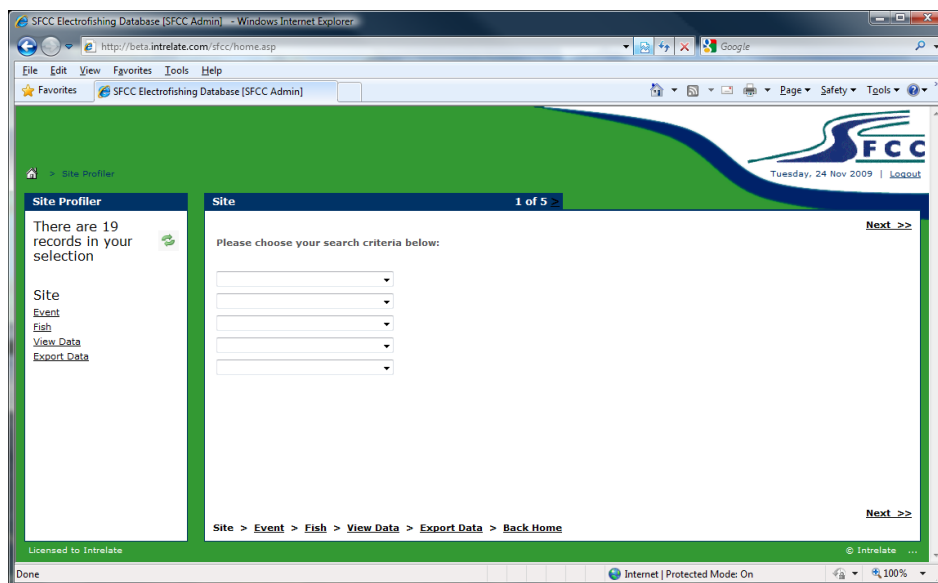 SFCC Electrofishing Database [SFCC Admin] - Windows Internet Explorer
http://beta.intrelate.com/sfcc/home.asp
Google
File Edit View Favorites Tools Help
Favorites SFCC Electrofishing Database [SFCC Admin] Page Safety Tools
SFCC
> Site Profiler
Tuesday, 24 Nov 2009 | Logout
Site Profiler
Site 1 of 5 >
Next >>
There are 19
records in your
selection
Please choose your search criteria below:
Site
Event
Fish
View Data
Export Data
Next >>
Site > Event > Fish > View Data > Export Data > Back Home
Licensed to Intrelate
© Intrelate ...
Done
Internet | Protected Mode: On
100%